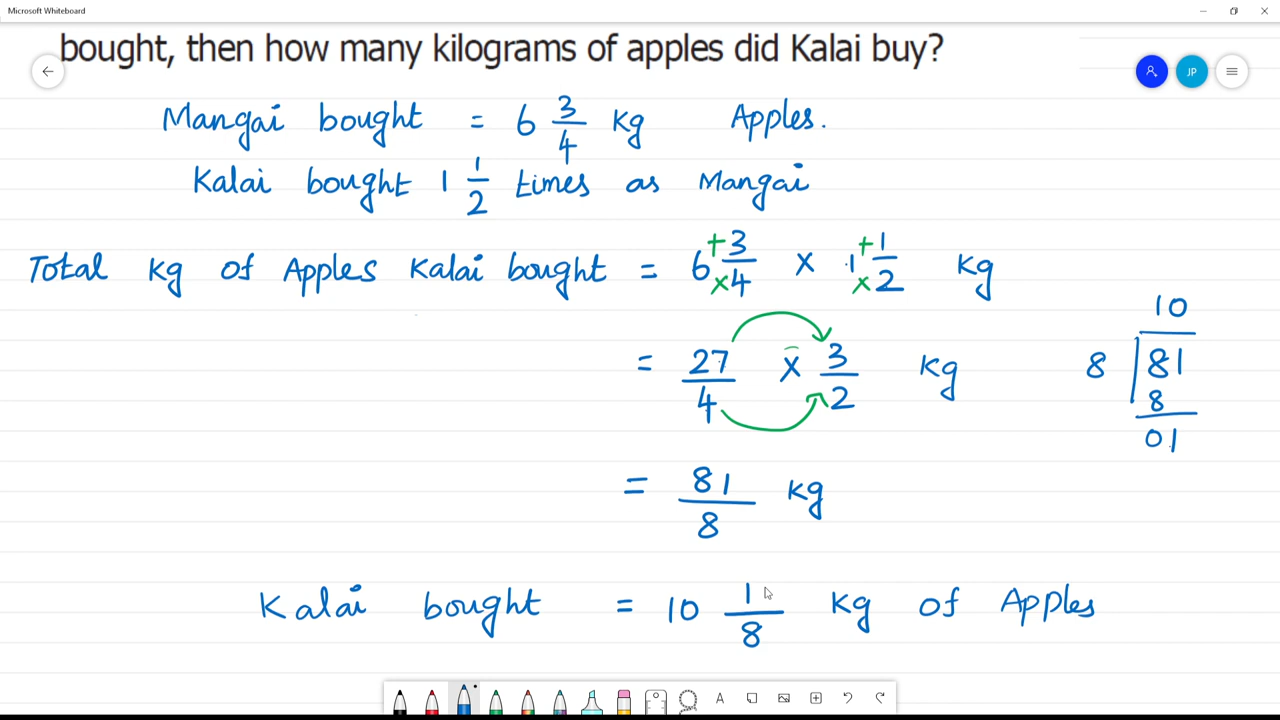 Microsoft Whiteboard
bought, then how many kilograms of apples did Kalai buy?
JP
Mangai bought = 6 3/4 kg Apples.
Kalai bought 1 1/2 times as Mangai
Total kg of Apples Kalai bought = 6 +3/×4 × 1 +1/×2 kg
= 27/4 × 3/2 kg
10
8 81
8
01
= 81/8 kg
Kalai bought = 10 1/8 kg of Apples
A